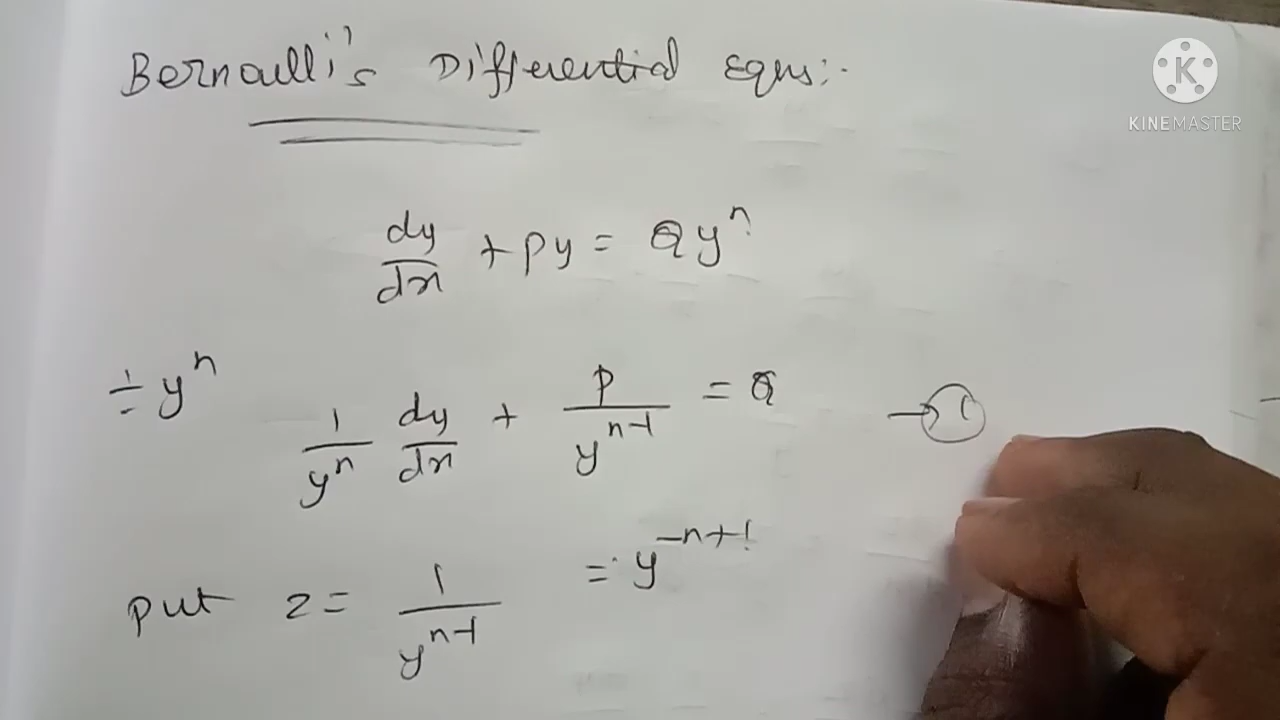 Bernoulli's Differential Eqns:-
KINEMASTER
dy/dx + py = Qy^n
÷ y^n
1/y^n dy/dx + p/y^(n-1) = Q → (1)
put z = 1/y^(n-1) = y^(-n+1)